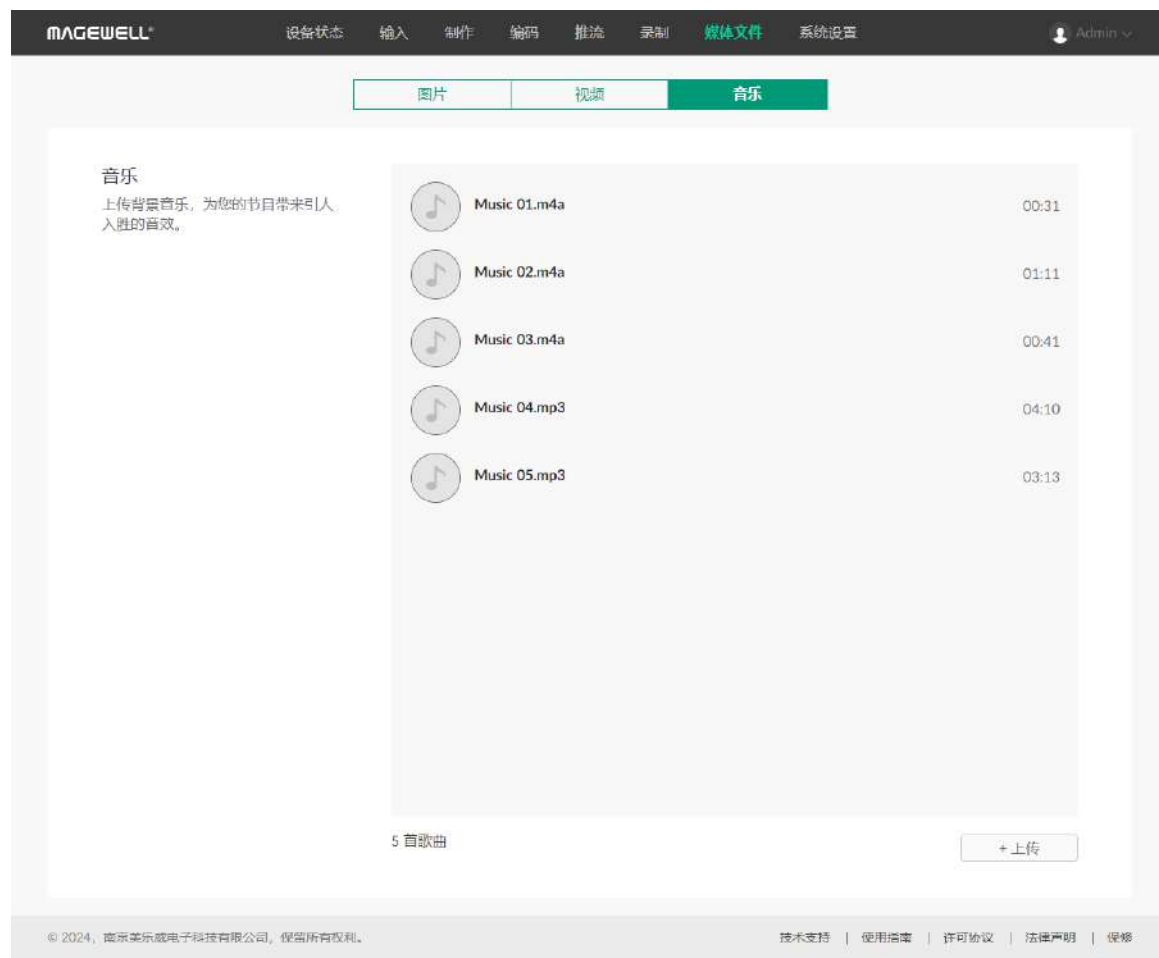 MAGEWELL®
设备状态 输入 制作 编码 推流 录制 媒体文件 系统设置 Admin
图片 视频 音乐
音乐
上传背景音乐，为您的节目带来引人
入胜的音效。
Music 01.m4a 00:31
Music 02.m4a 01:11
Music 03.m4a 00:41
Music 04.mp3 04:10
Music 05.mp3 03:13
5 首歌曲
+ 上传
© 2024，南京美乐威电子科技有限公司，保留所有权利。
技术支持 | 使用指南 | 许可协议 | 法律声明 | 保修